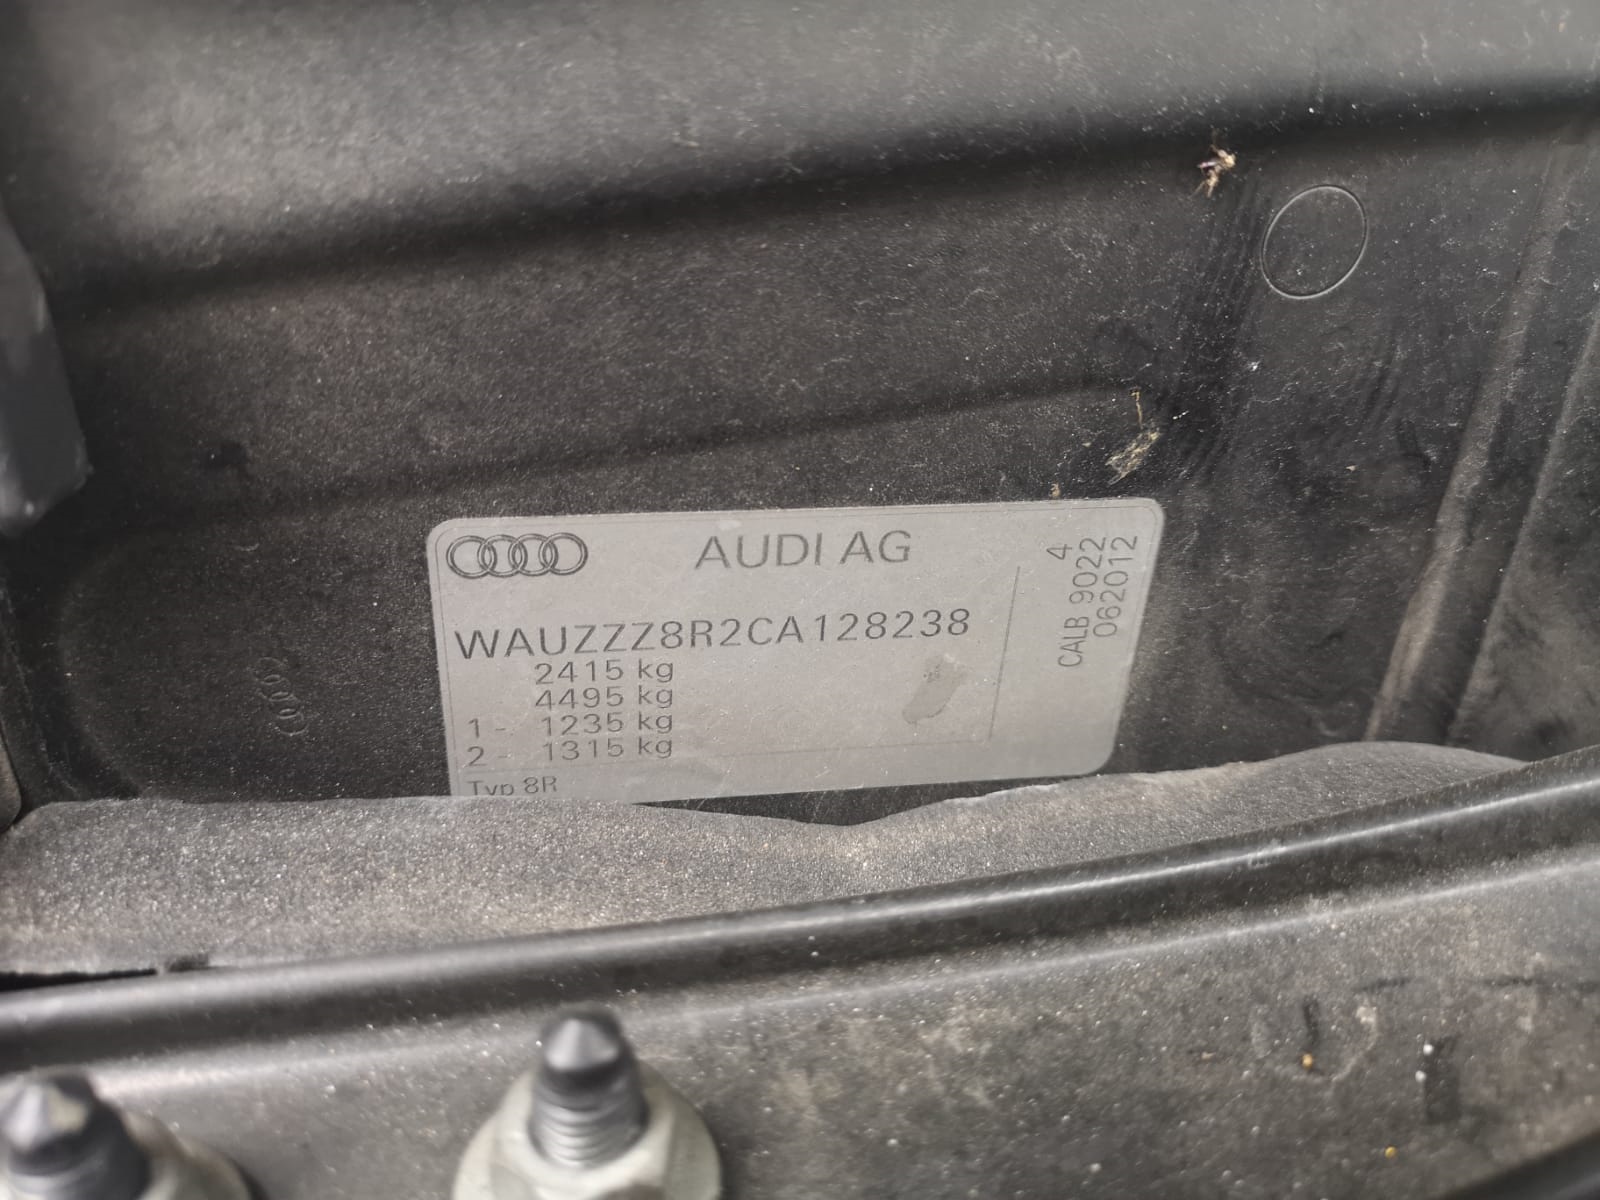 AUDI AG
WAUZZZ8R2CA128238
2415 kg
4495 kg
1 - 1235 kg
2 - 1315 kg
Typ 8R
4
CALB 9022
062012